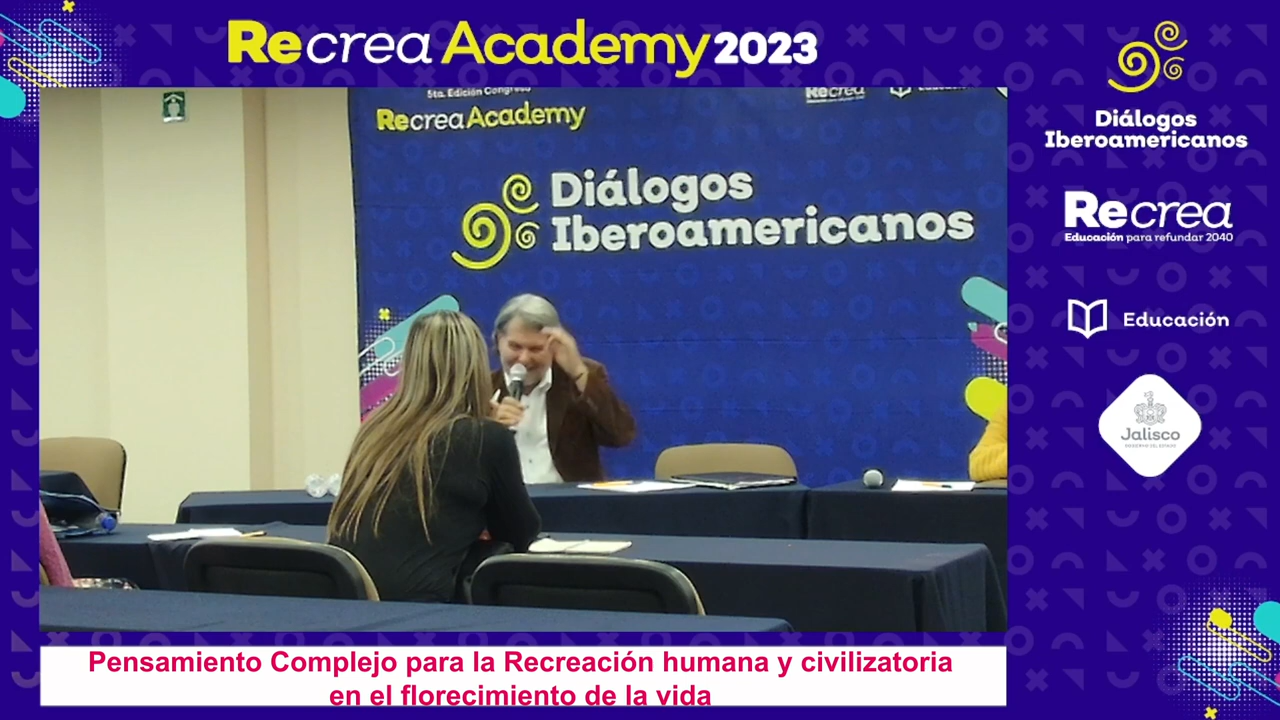 Recrea Academy 2023
Diálogos
Iberoamericanos
Recrea
Educación para refundar 2040
Educación
Jalisco
5ta. Edición Congreso
Recrea Academy
Recrea
Diálogos
Iberoamericanos
Pensamiento Complejo para la Recreación humana y civilizatoria
en el florecimiento de la vida